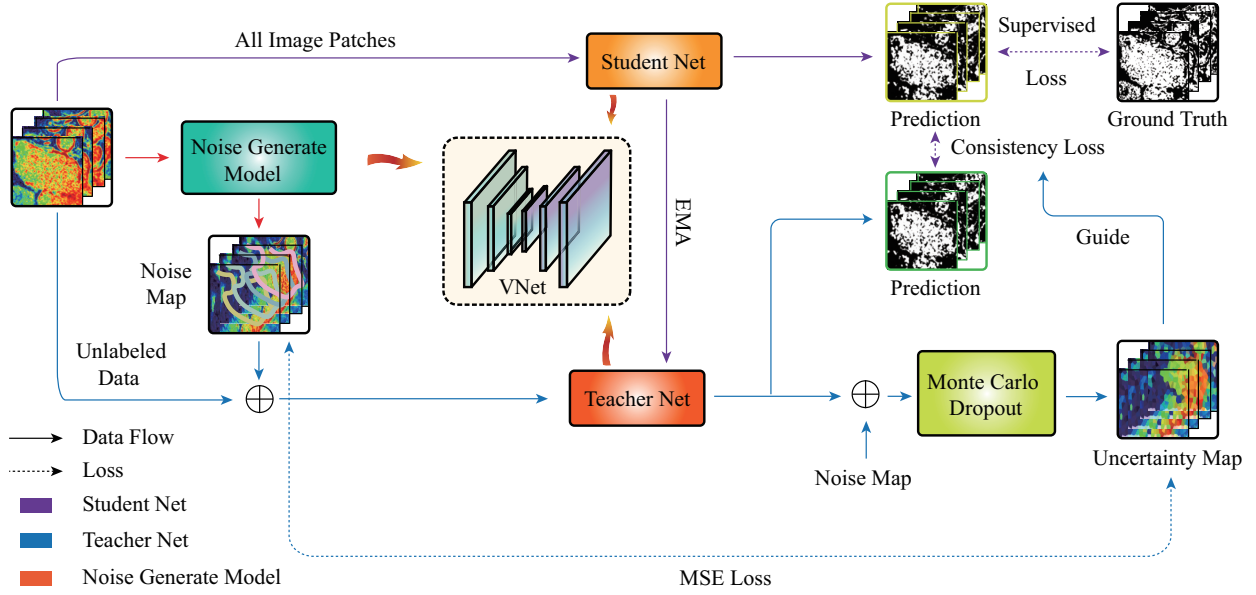 All Image Patches
Student Net
Supervised
Loss
Prediction
Ground Truth
Noise Generate
Model
Consistency Loss
EMA
VNet
Noise
Map
Guide
Prediction
Unlabeled
Data
Teacher Net
Monte Carlo
Dropout
Data Flow
Noise Map
Uncertainty Map
Loss
Student Net
Teacher Net
Noise Generate Model
MSE Loss